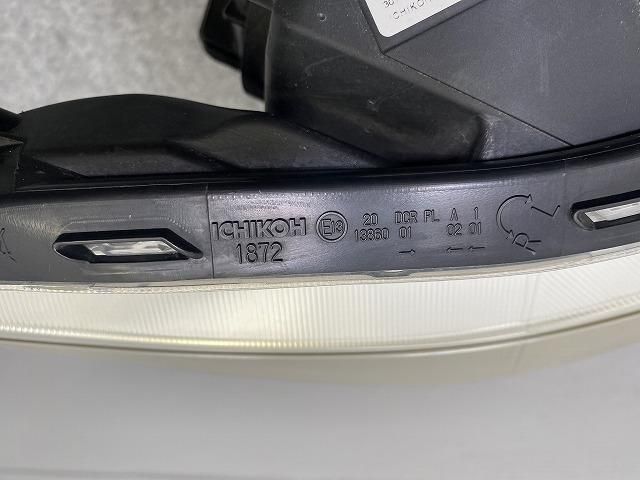 ICHIKOH
1872
E13
20 DCR PL A 1
13860 01 02 01
→ ← ←
R L